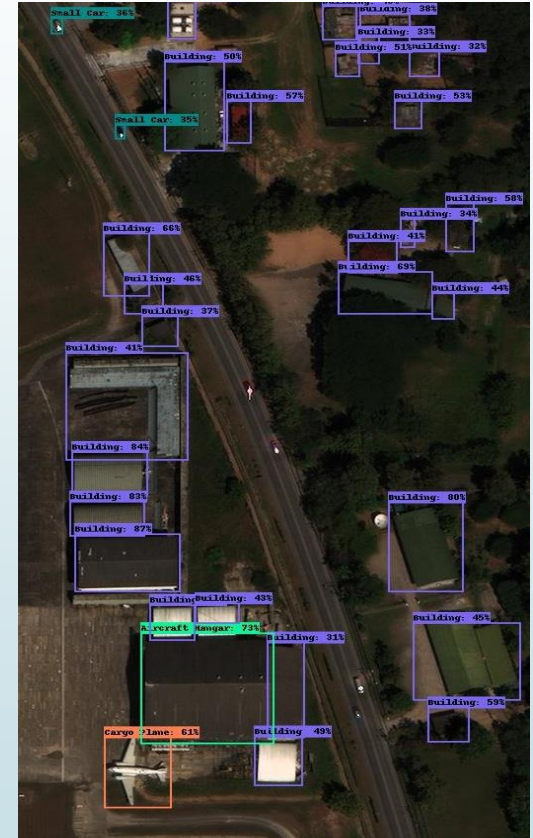 Small Car: 36%
Building: 38%
Building: 33%
Building: 51%
Building: 32%
Building: 50%
Building: 57%
Building: 53%
Small Car: 35%
Building: 58%
Building: 34%
Building: 66%
Building: 41%
Building: 69%
Building: 46%
Building: 44%
Building: 37%
Building: 41%
Building: 84%
Building: 83%
Building: 80%
Building: 87%
Building
Building: 43%
Aircraft Hangar: 73%
Building: 31%
Building: 45%
Building: 59%
Cargo Plane: 61%
Building: 49%